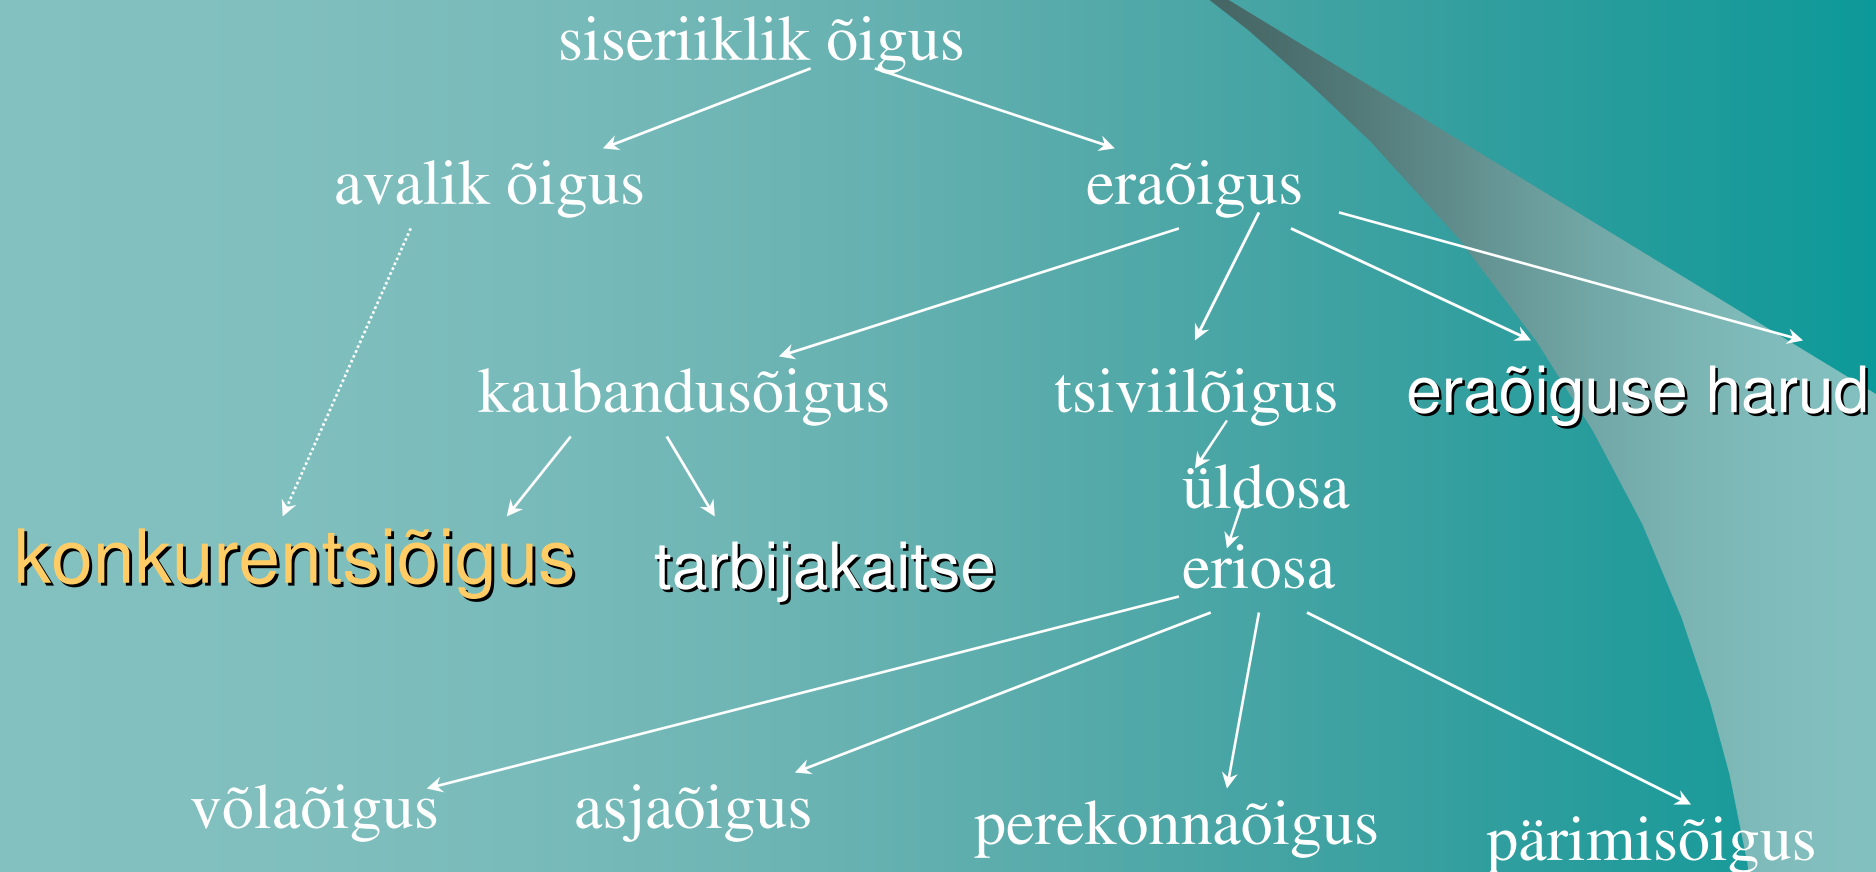 siseriiklik õigus
avalik õigus
eraõigus
kaubandusõigus
tsiviilõigus
eraõiguse harud
üldosa
konkurentsiõigus
tarbijakaitse
eriosa
võlaõigus
asjaõigus
perekonnaõigus
pärimisõigus